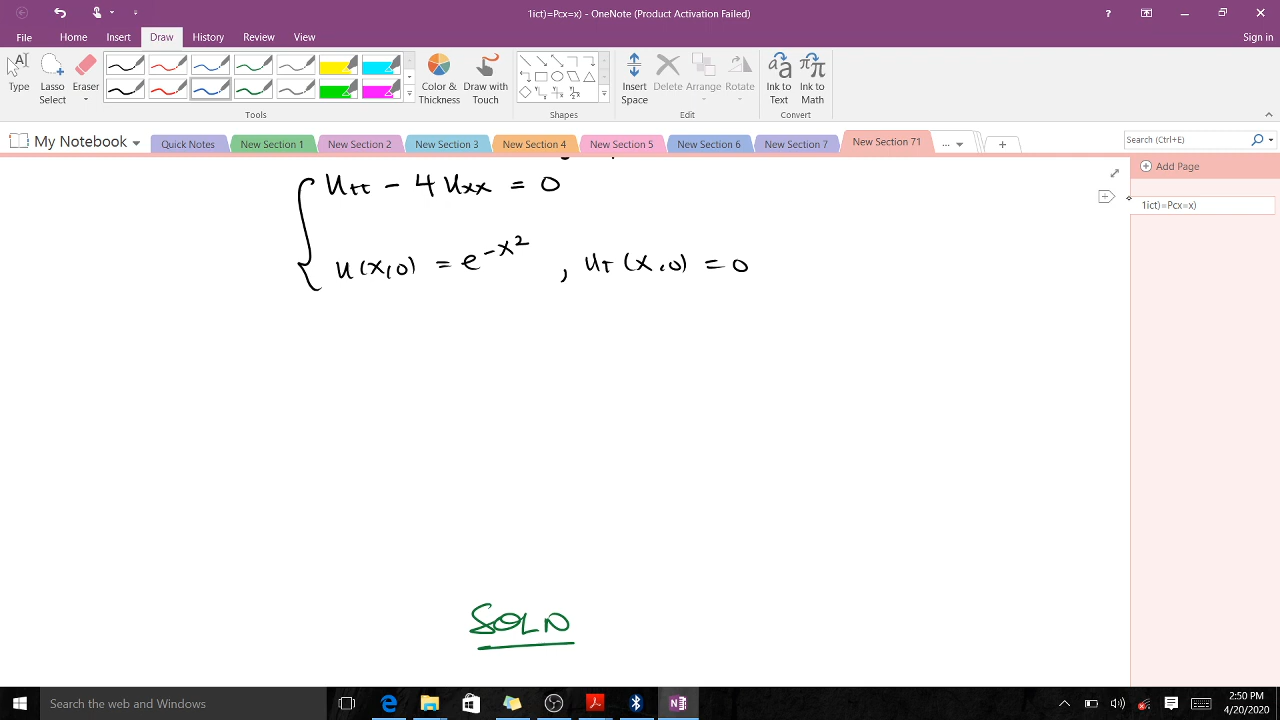 1ict)=Pcx=x) - OneNote (Product Activation Failed)
File Home Insert Draw History Review View
Sign in
Type
Lasso Select
Eraser
Color & Thickness
Draw with Touch
Insert Space
Delete
Arrange
Rotate
Ink to Text
Ink to Math
Tools
Shapes
Edit
Convert
My Notebook
Quick Notes
New Section 1
New Section 2
New Section 3
New Section 4
New Section 5
New Section 6
New Section 7
New Section 71
...
Search (Ctrl+E)
Add Page
1ict)=Pcx=x)
utt - 4 uxx = 0
u(x,0) = e^-x^2 , ut (x,0) = 0
SOLN
Search the web and Windows
2:50 PM
4/20/2020